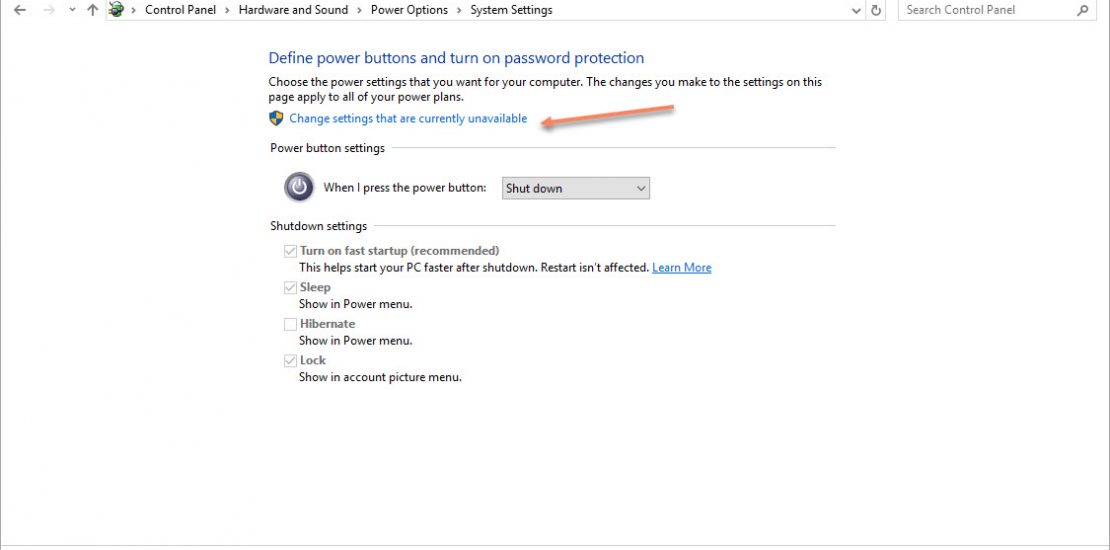 Control Panel > Hardware and Sound > Power Options > System Settings
Search Control Panel
Define power buttons and turn on password protection
Choose the power settings that you want for your computer. The changes you make to the settings on this
page apply to all of your power plans.
Change settings that are currently unavailable
Power button settings
When I press the power button:
Shut down
Shutdown settings
Turn on fast startup (recommended)
This helps start your PC faster after shutdown. Restart isn't affected. Learn More
Sleep
Show in Power menu.
Hibernate
Show in Power menu.
Lock
Show in account picture menu.